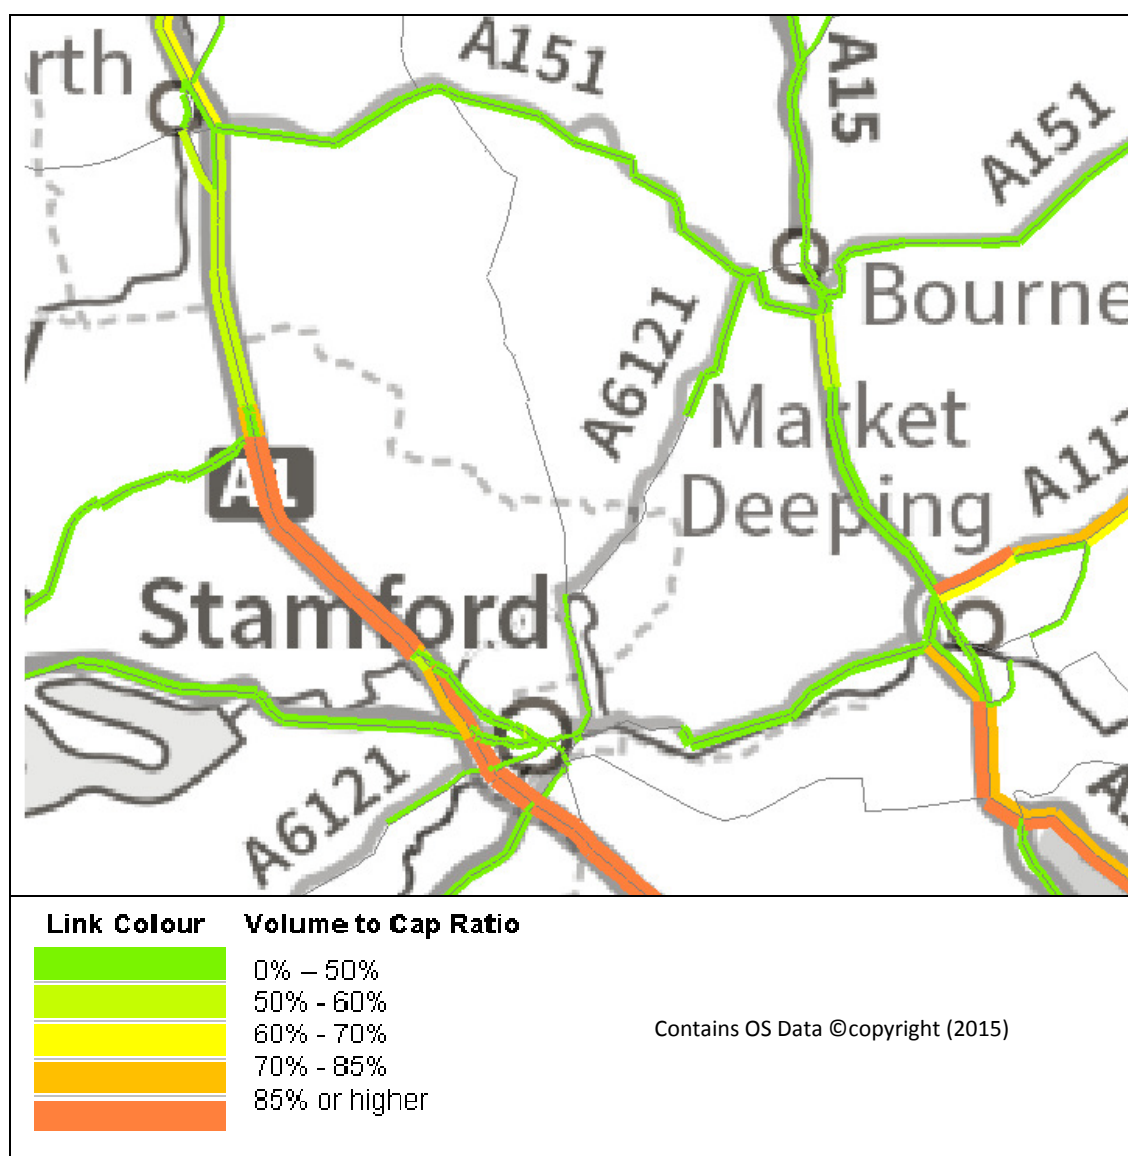 rth
A151
A15
A151
Bourne
A6121
Market
Deeping
A11
A1
Stamford
A6121
A
Link Colour Volume to Cap Ratio
0% – 50%
50% - 60%
60% - 70%
70% - 85%
85% or higher
Contains OS Data ©copyright (2015)